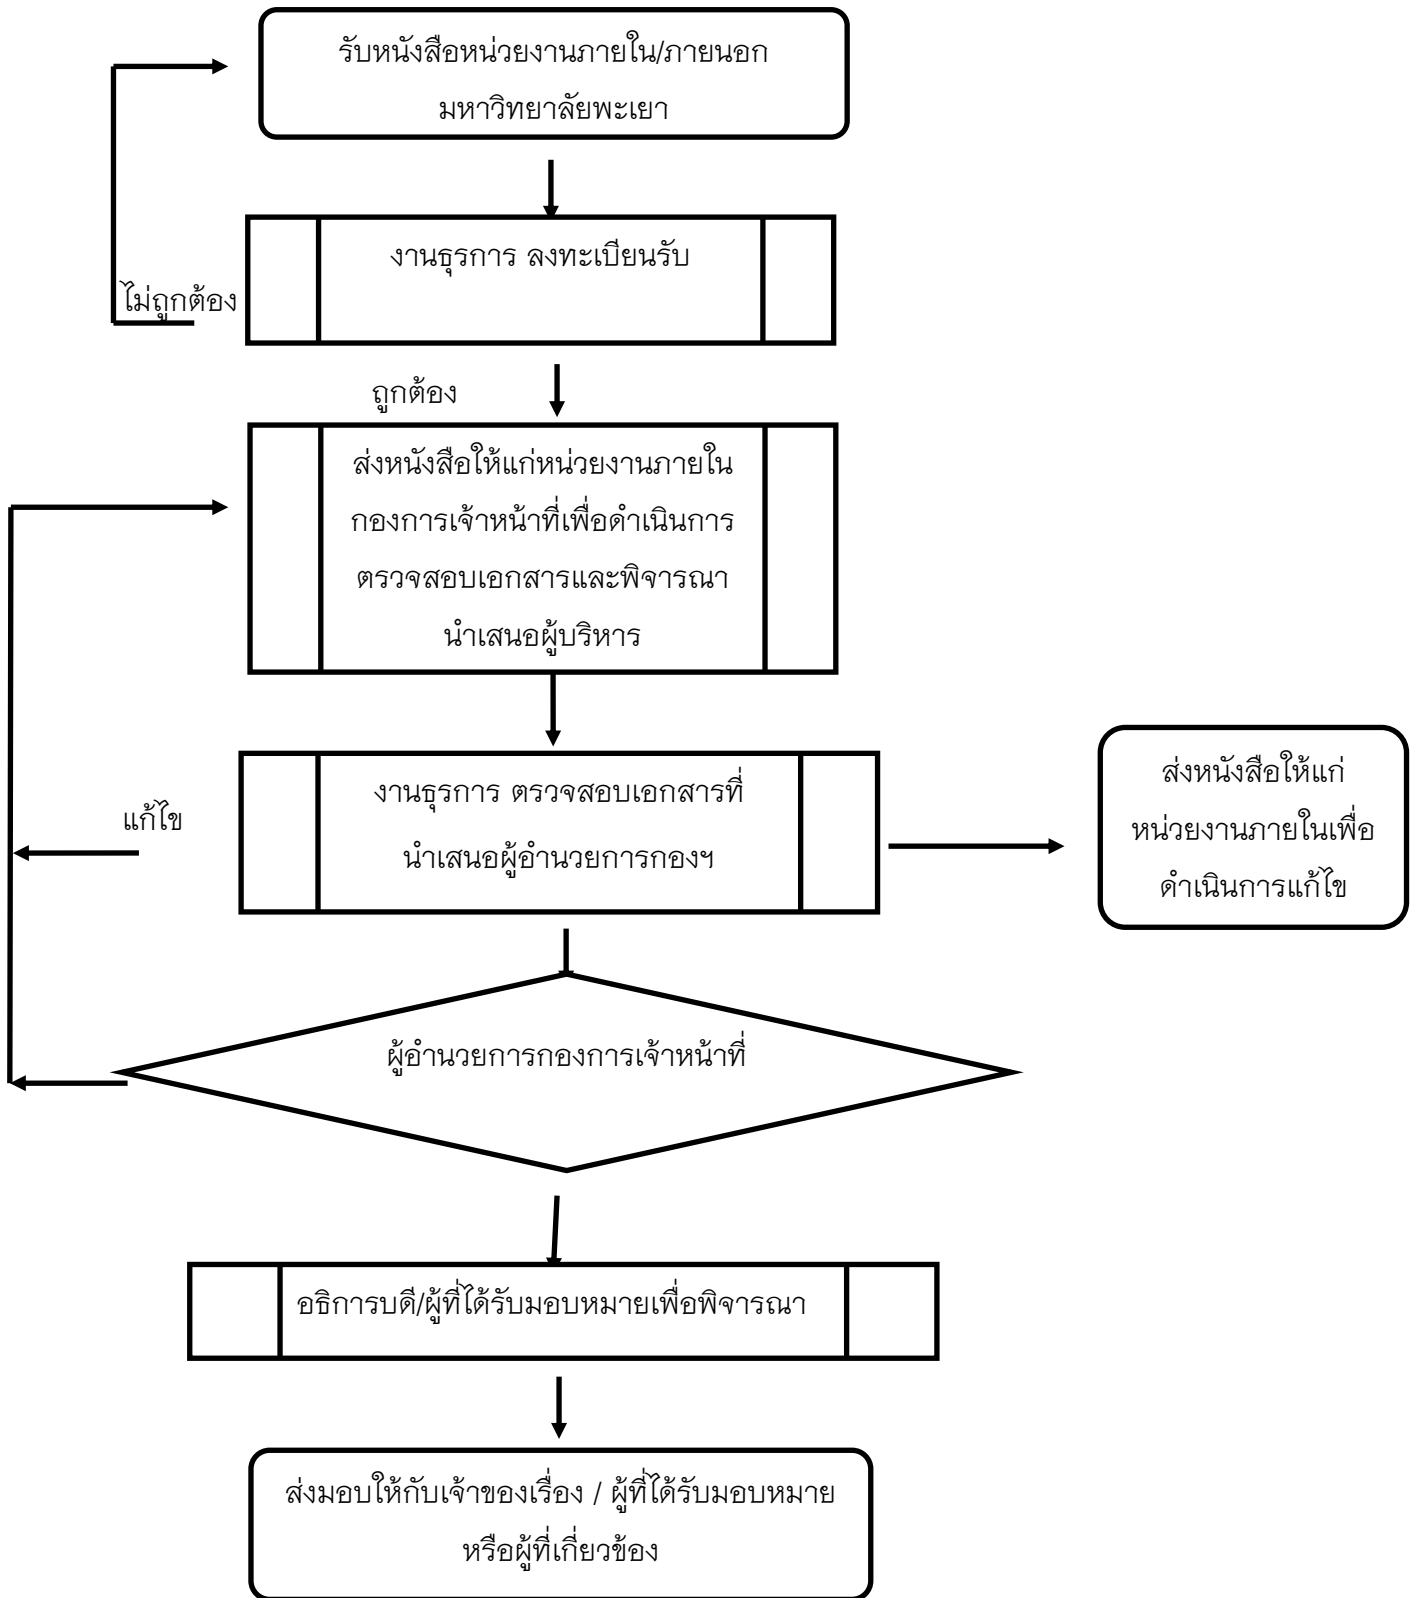 รับหนังสือหน่วยงานภายใน/ภายนอก
มหาวิทยาลัยพะเยา
งานธุรการ ลงทะเบียนรับ
ไม่ถูกต้อง
ถูกต้อง
ส่งหนังสือให้แก่หน่วยงานภายใน
กองการเจ้าหน้าที่เพื่อดำเนินการ
ตรวจสอบเอกสารและพิจารณา
นำเสนอผู้บริหาร
งานธุรการ ตรวจสอบเอกสารที่
นำเสนอผู้อำนวยการกองฯ
แก้ไข
ส่งหนังสือให้แก่
หน่วยงานภายในเพื่อ
ดำเนินการแก้ไข
ผู้อำนวยการกองการเจ้าหน้าที่
อธิการบดี/ผู้ที่ได้รับมอบหมายเพื่อพิจารณา
ส่งมอบให้กับเจ้าของเรื่อง / ผู้ที่ได้รับมอบหมาย
หรือผู้ที่เกี่ยวข้อง